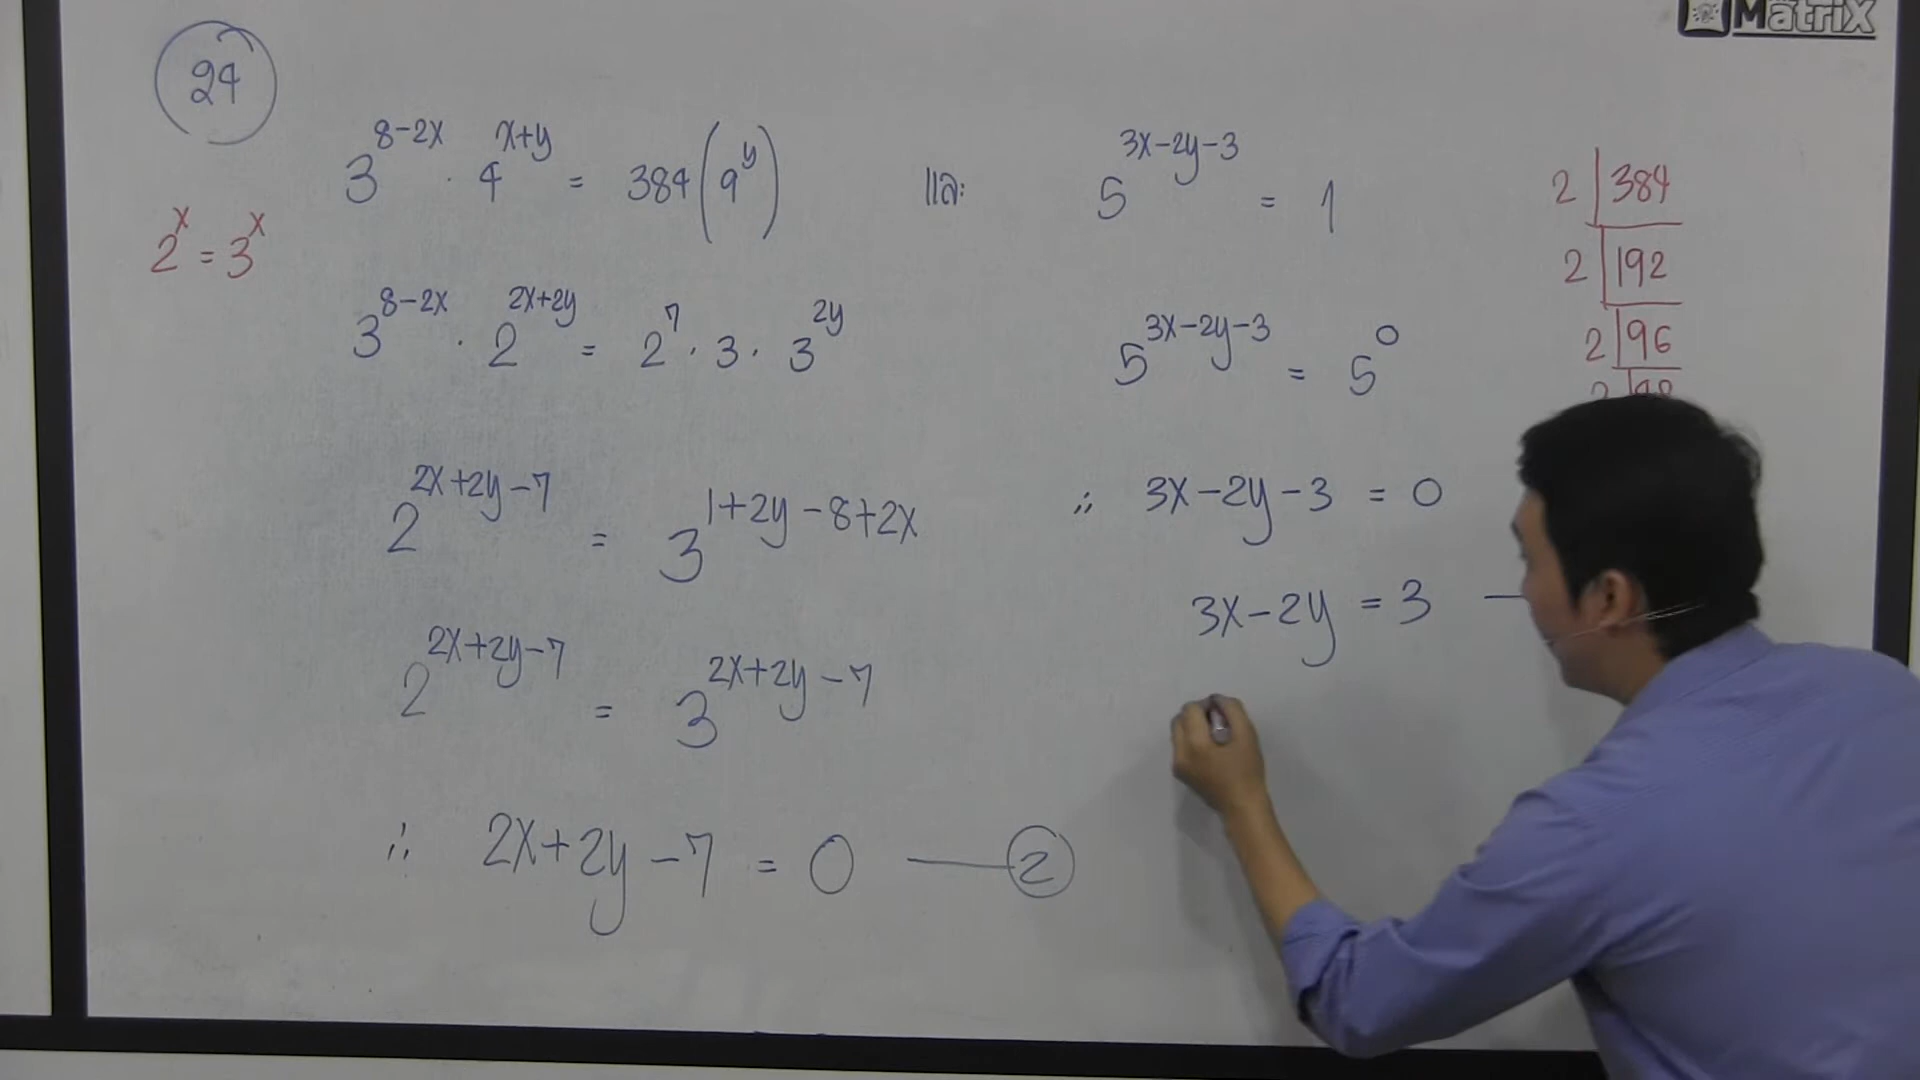 MatriX
24
3^{8-2x} · 4^{x+y} = 384(9^y) และ 5^{3x-2y-3} = 1
2^x = 3^x
3^{8-2x} · 2^{2x+2y} = 2^7 · 3 · 3^{2y}
5^{3x-2y-3} = 5^0
2^{2x+2y-7} = 3^{1+2y-8+2x}
∴ 3x-2y-3 = 0
3x-2y = 3 —
2^{2x+2y-7} = 3^{2x+2y-7}
∴ 2x+2y-7 = 0 — 2
2 | 384
2 | 192
2 | 96